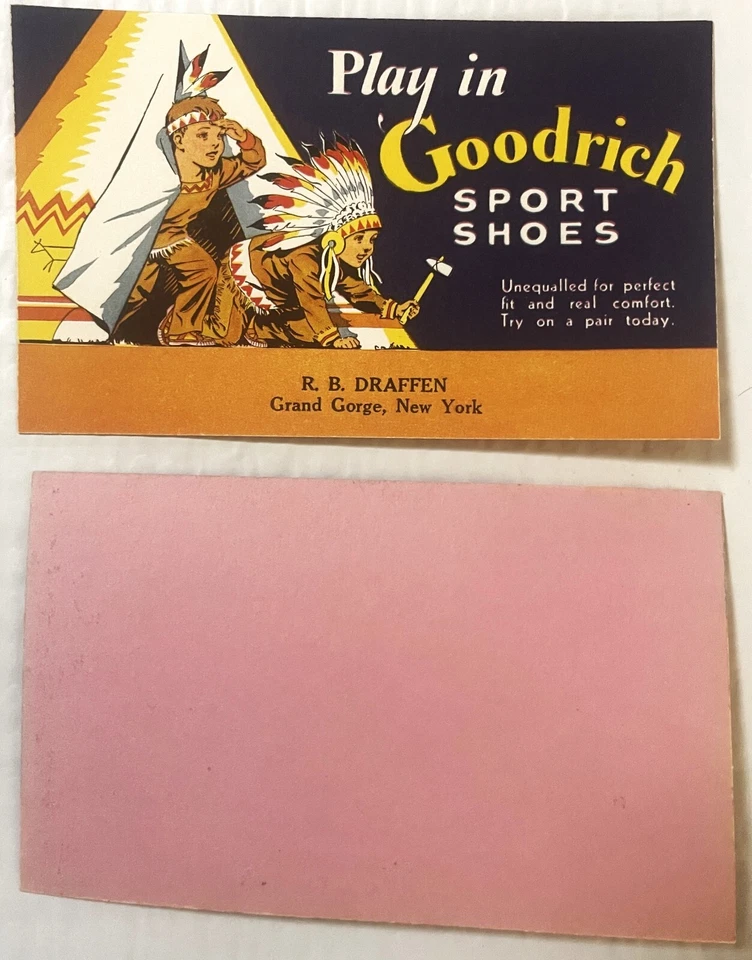 Play in
Goodrich
SPORT
SHOES
Unequalled for perfect
fit and real comfort.
Try on a pair today.
R. B. DRAFFEN
Grand Gorge, New York